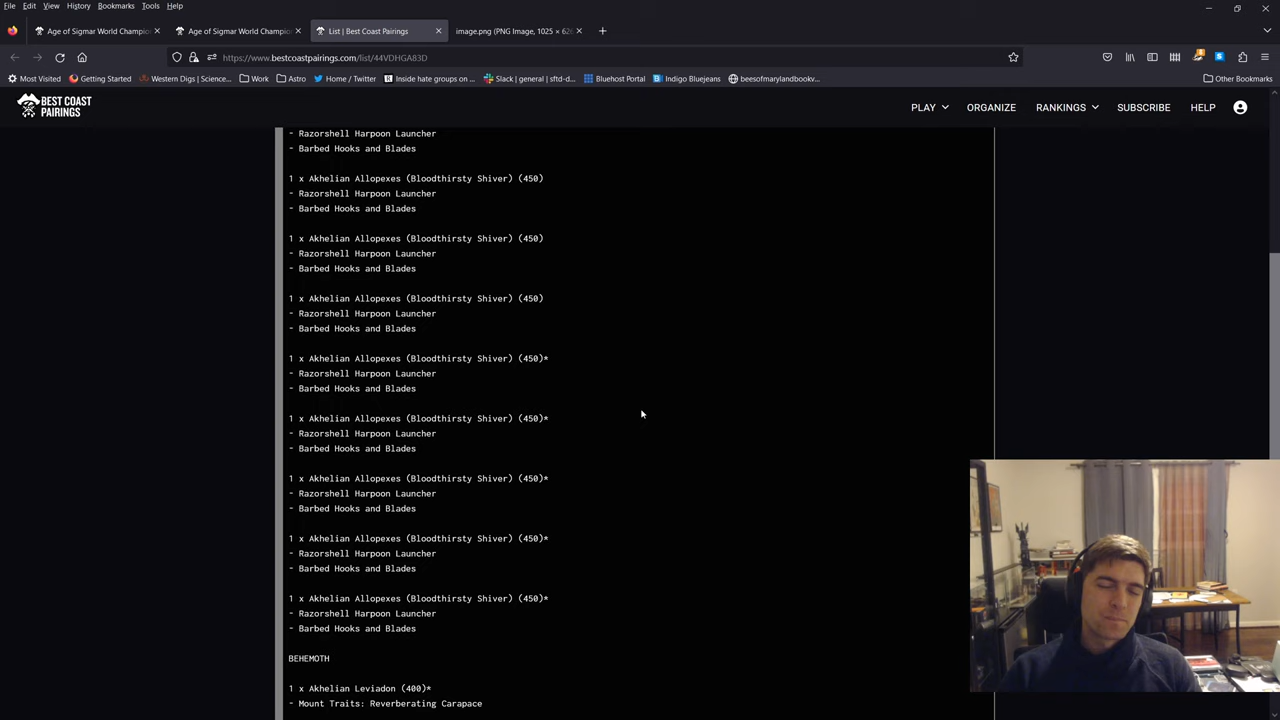 File Edit View History Bookmarks Tools Help
Age of Sigmar World Champion
Age of Sigmar World Champion
List | Best Coast Pairings
image.png (PNG Image, 1025 × 62
https://www.bestcoastpairings.com/list/44VDHGA83D
Most Visited Getting Started Western Digs | Science... Work Astro Home / Twitter Inside hate groups on ... Slack | general | sftd-d... Bluehost Portal Indigo Bluejeans beesofmarylandbookv... Other Bookmarks
BEST COAST
PAIRINGS
PLAY ORGANIZE RANKINGS SUBSCRIBE HELP
- Razorshell Harpoon Launcher
- Barbed Hooks and Blades
1 x Akhelian Allopexes (Bloodthirsty Shiver) (450)
- Razorshell Harpoon Launcher
- Barbed Hooks and Blades
1 x Akhelian Allopexes (Bloodthirsty Shiver) (450)
- Razorshell Harpoon Launcher
- Barbed Hooks and Blades
1 x Akhelian Allopexes (Bloodthirsty Shiver) (450)
- Razorshell Harpoon Launcher
- Barbed Hooks and Blades
1 x Akhelian Allopexes (Bloodthirsty Shiver) (450)*
- Razorshell Harpoon Launcher
- Barbed Hooks and Blades
1 x Akhelian Allopexes (Bloodthirsty Shiver) (450)*
- Razorshell Harpoon Launcher
- Barbed Hooks and Blades
1 x Akhelian Allopexes (Bloodthirsty Shiver) (450)*
- Razorshell Harpoon Launcher
- Barbed Hooks and Blades
1 x Akhelian Allopexes (Bloodthirsty Shiver) (450)*
- Razorshell Harpoon Launcher
- Barbed Hooks and Blades
1 x Akhelian Allopexes (Bloodthirsty Shiver) (450)*
- Razorshell Harpoon Launcher
- Barbed Hooks and Blades
BEHEMOTH
1 x Akhelian Leviadon (400)*
- Mount Traits: Reverberating Carapace